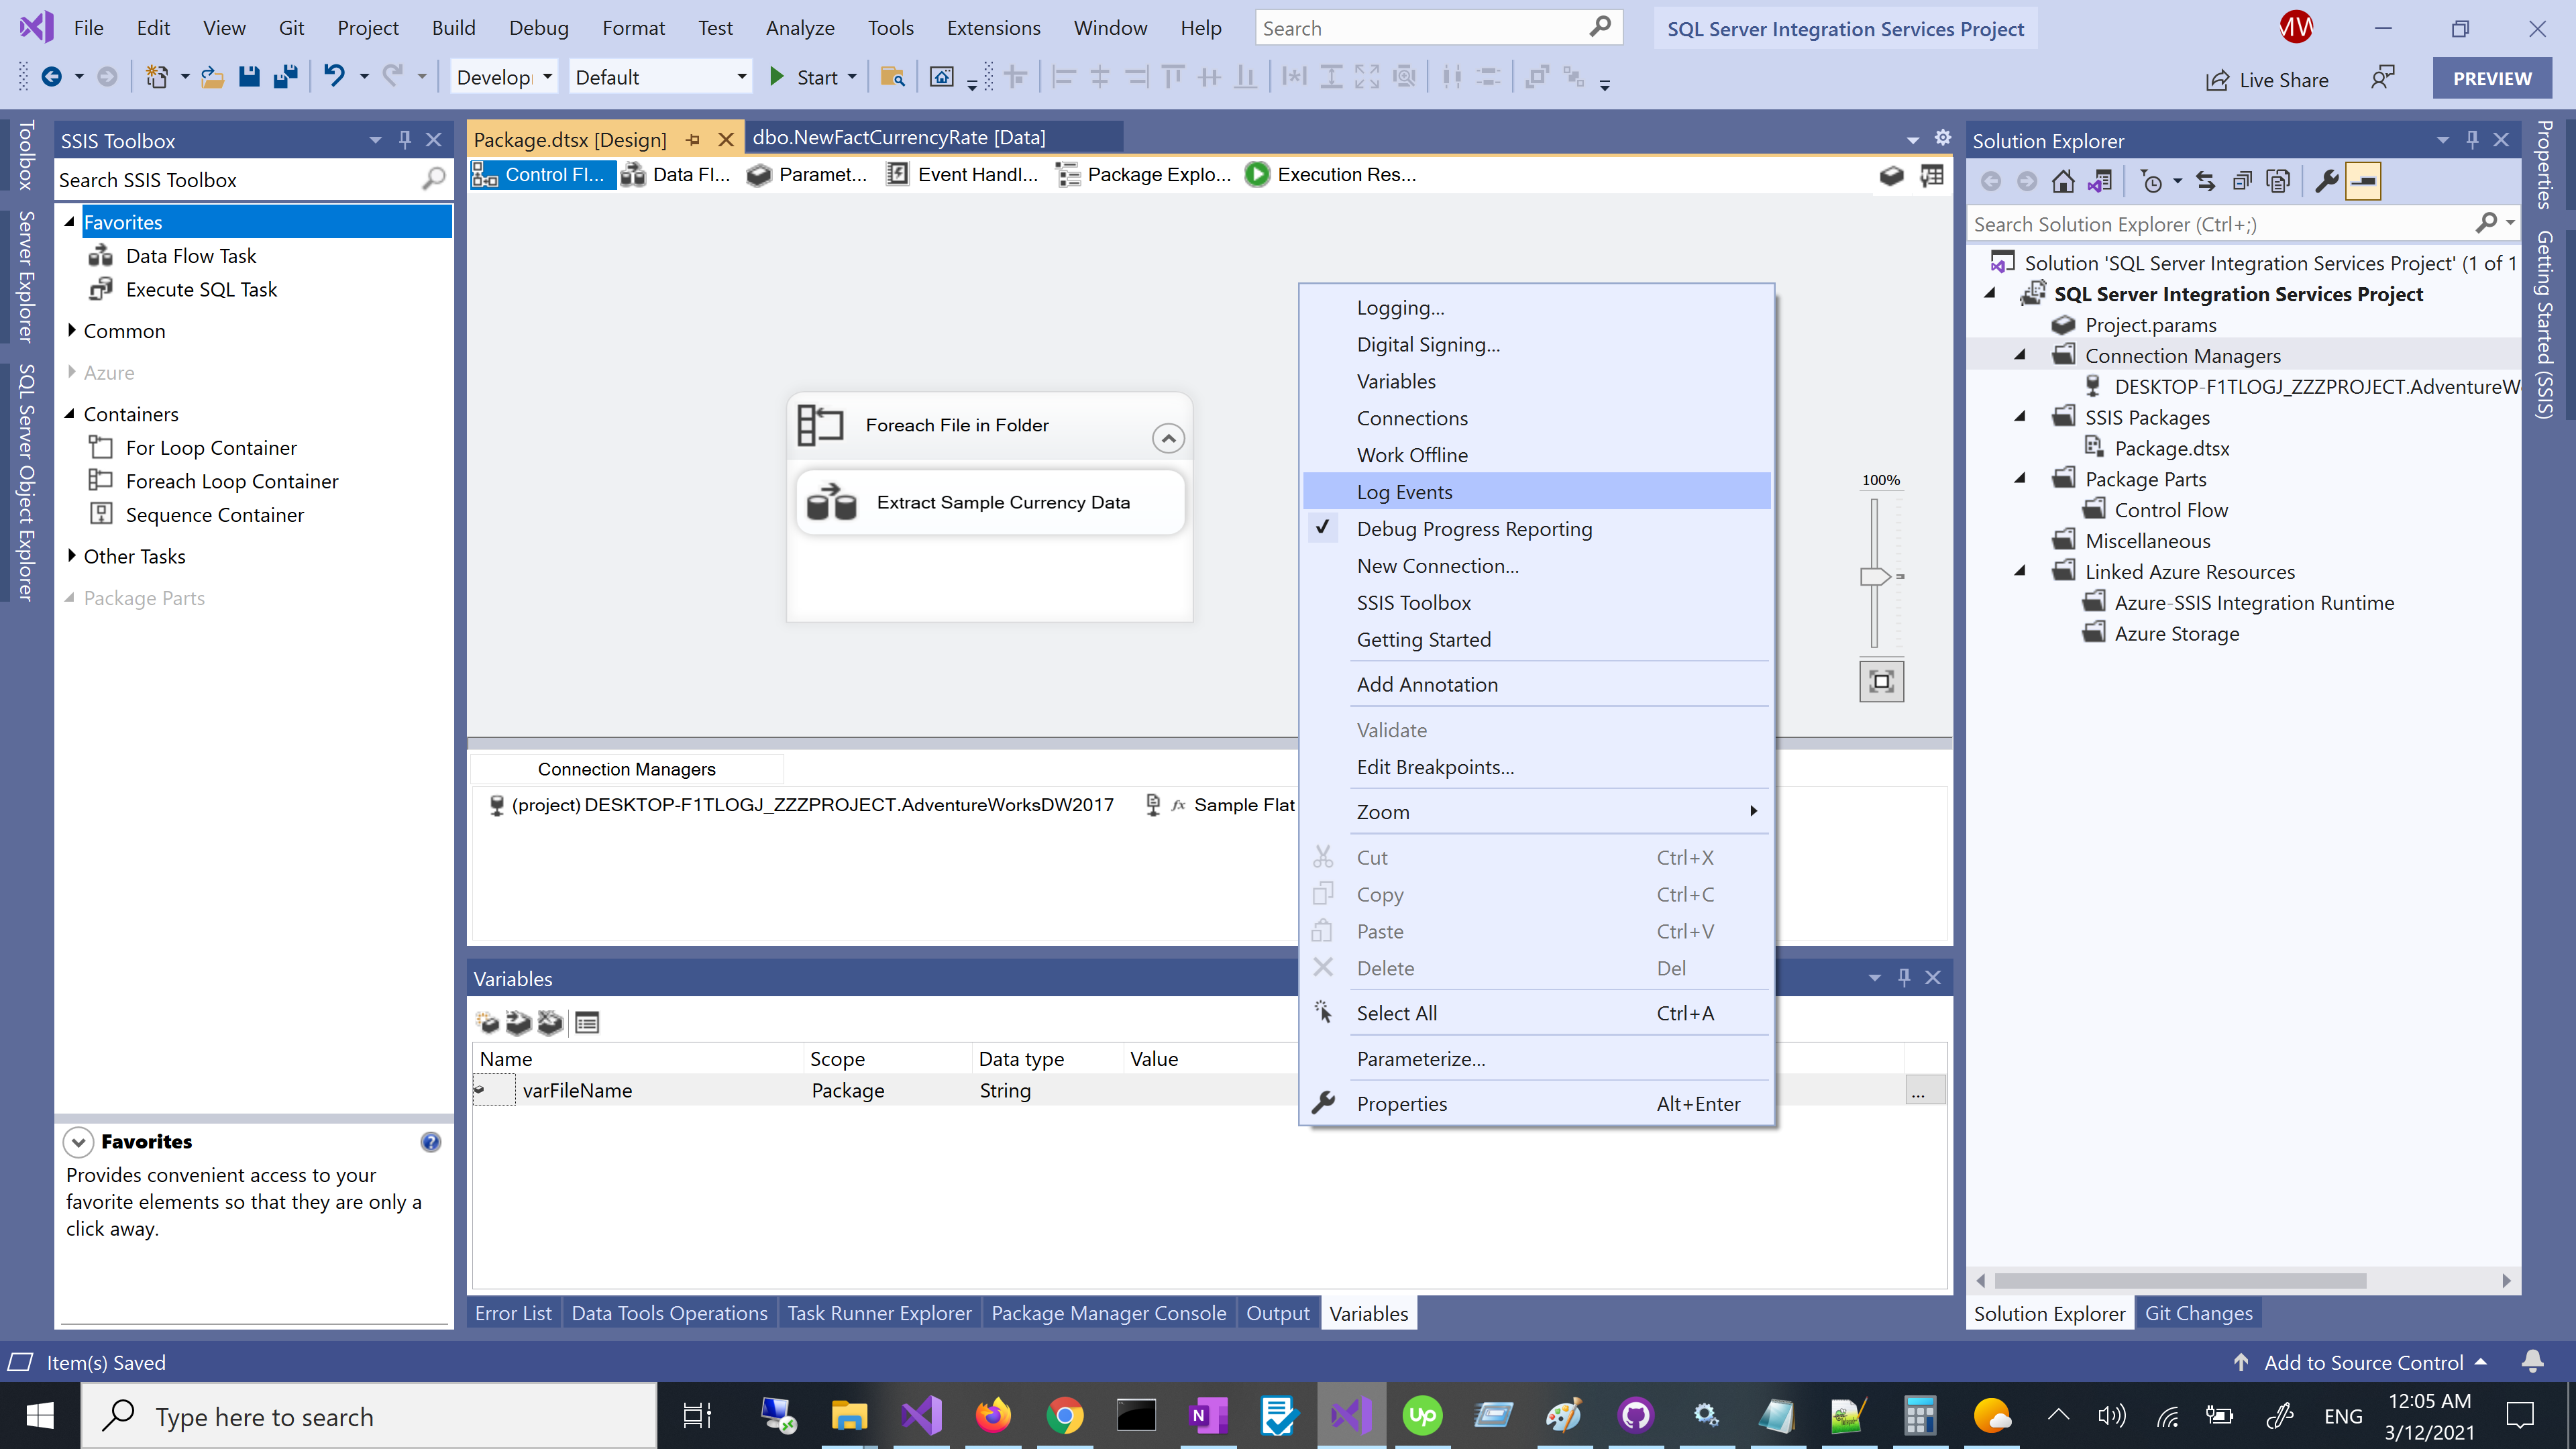 File Edit View Git Project Build Debug Format Test Analyze Tools Extensions Window Help Search SQL Server Integration Services Project MW
Develop Default Start Live Share PREVIEW
Toolbox
Server Explorer
SQL Server Object Explorer
SSIS Toolbox
Search SSIS Toolbox
Favorites
Data Flow Task
Execute SQL Task
Common
Azure
Containers
For Loop Container
Foreach Loop Container
Sequence Container
Other Tasks
Package Parts
Favorites
Provides convenient access to your
favorite elements so that they are only a
click away.
Package.dtsx [Design] dbo.NewFactCurrencyRate [Data]
Control Fl... Data Fl... Paramet... Event Handl... Package Explo... Execution Res...
Foreach File in Folder
Extract Sample Currency Data
100%
Connection Managers
(project) DESKTOP-F1TLOGJ_ZZZPROJECT.AdventureWorksDW2017 fx Sample Flat
Logging...
Digital Signing...
Variables
Connections
Work Offline
Log Events
Debug Progress Reporting
New Connection...
SSIS Toolbox
Getting Started
Add Annotation
Validate
Edit Breakpoints...
Zoom
Cut Ctrl+X
Copy Ctrl+C
Paste Ctrl+V
Delete Del
Select All Ctrl+A
Parameterize...
Properties Alt+Enter
Variables
Name Scope Data type Value
varFileName Package String ...
Error List Data Tools Operations Task Runner Explorer Package Manager Console Output Variables
Solution Explorer
Search Solution Explorer (Ctrl+;)
Solution 'SQL Server Integration Services Project' (1 of 1
SQL Server Integration Services Project
Project.params
Connection Managers
DESKTOP-F1TLOGJ_ZZZPROJECT.AdventureW
SSIS Packages
Package.dtsx
Package Parts
Control Flow
Miscellaneous
Linked Azure Resources
Azure-SSIS Integration Runtime
Azure Storage
Solution Explorer Git Changes
Properties
Getting Started (SSIS)
Item(s) Saved Add to Source Control
Type here to search N up ENG 12:05 AM
3/12/2021